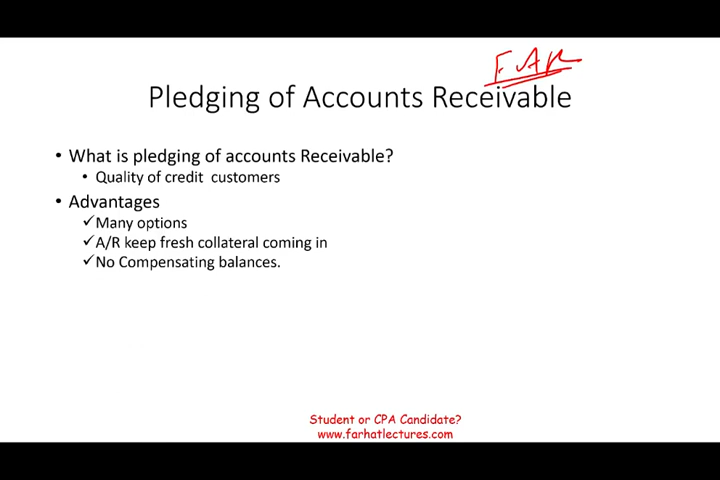 FAR
Pledging of Accounts Receivable
• What is pledging of accounts Receivable?
• Quality of credit customers
• Advantages
✓Many options
✓A/R keep fresh collateral coming in
✓No Compensating balances.
Student or CPA Candidate?
www.farhatlectures.com